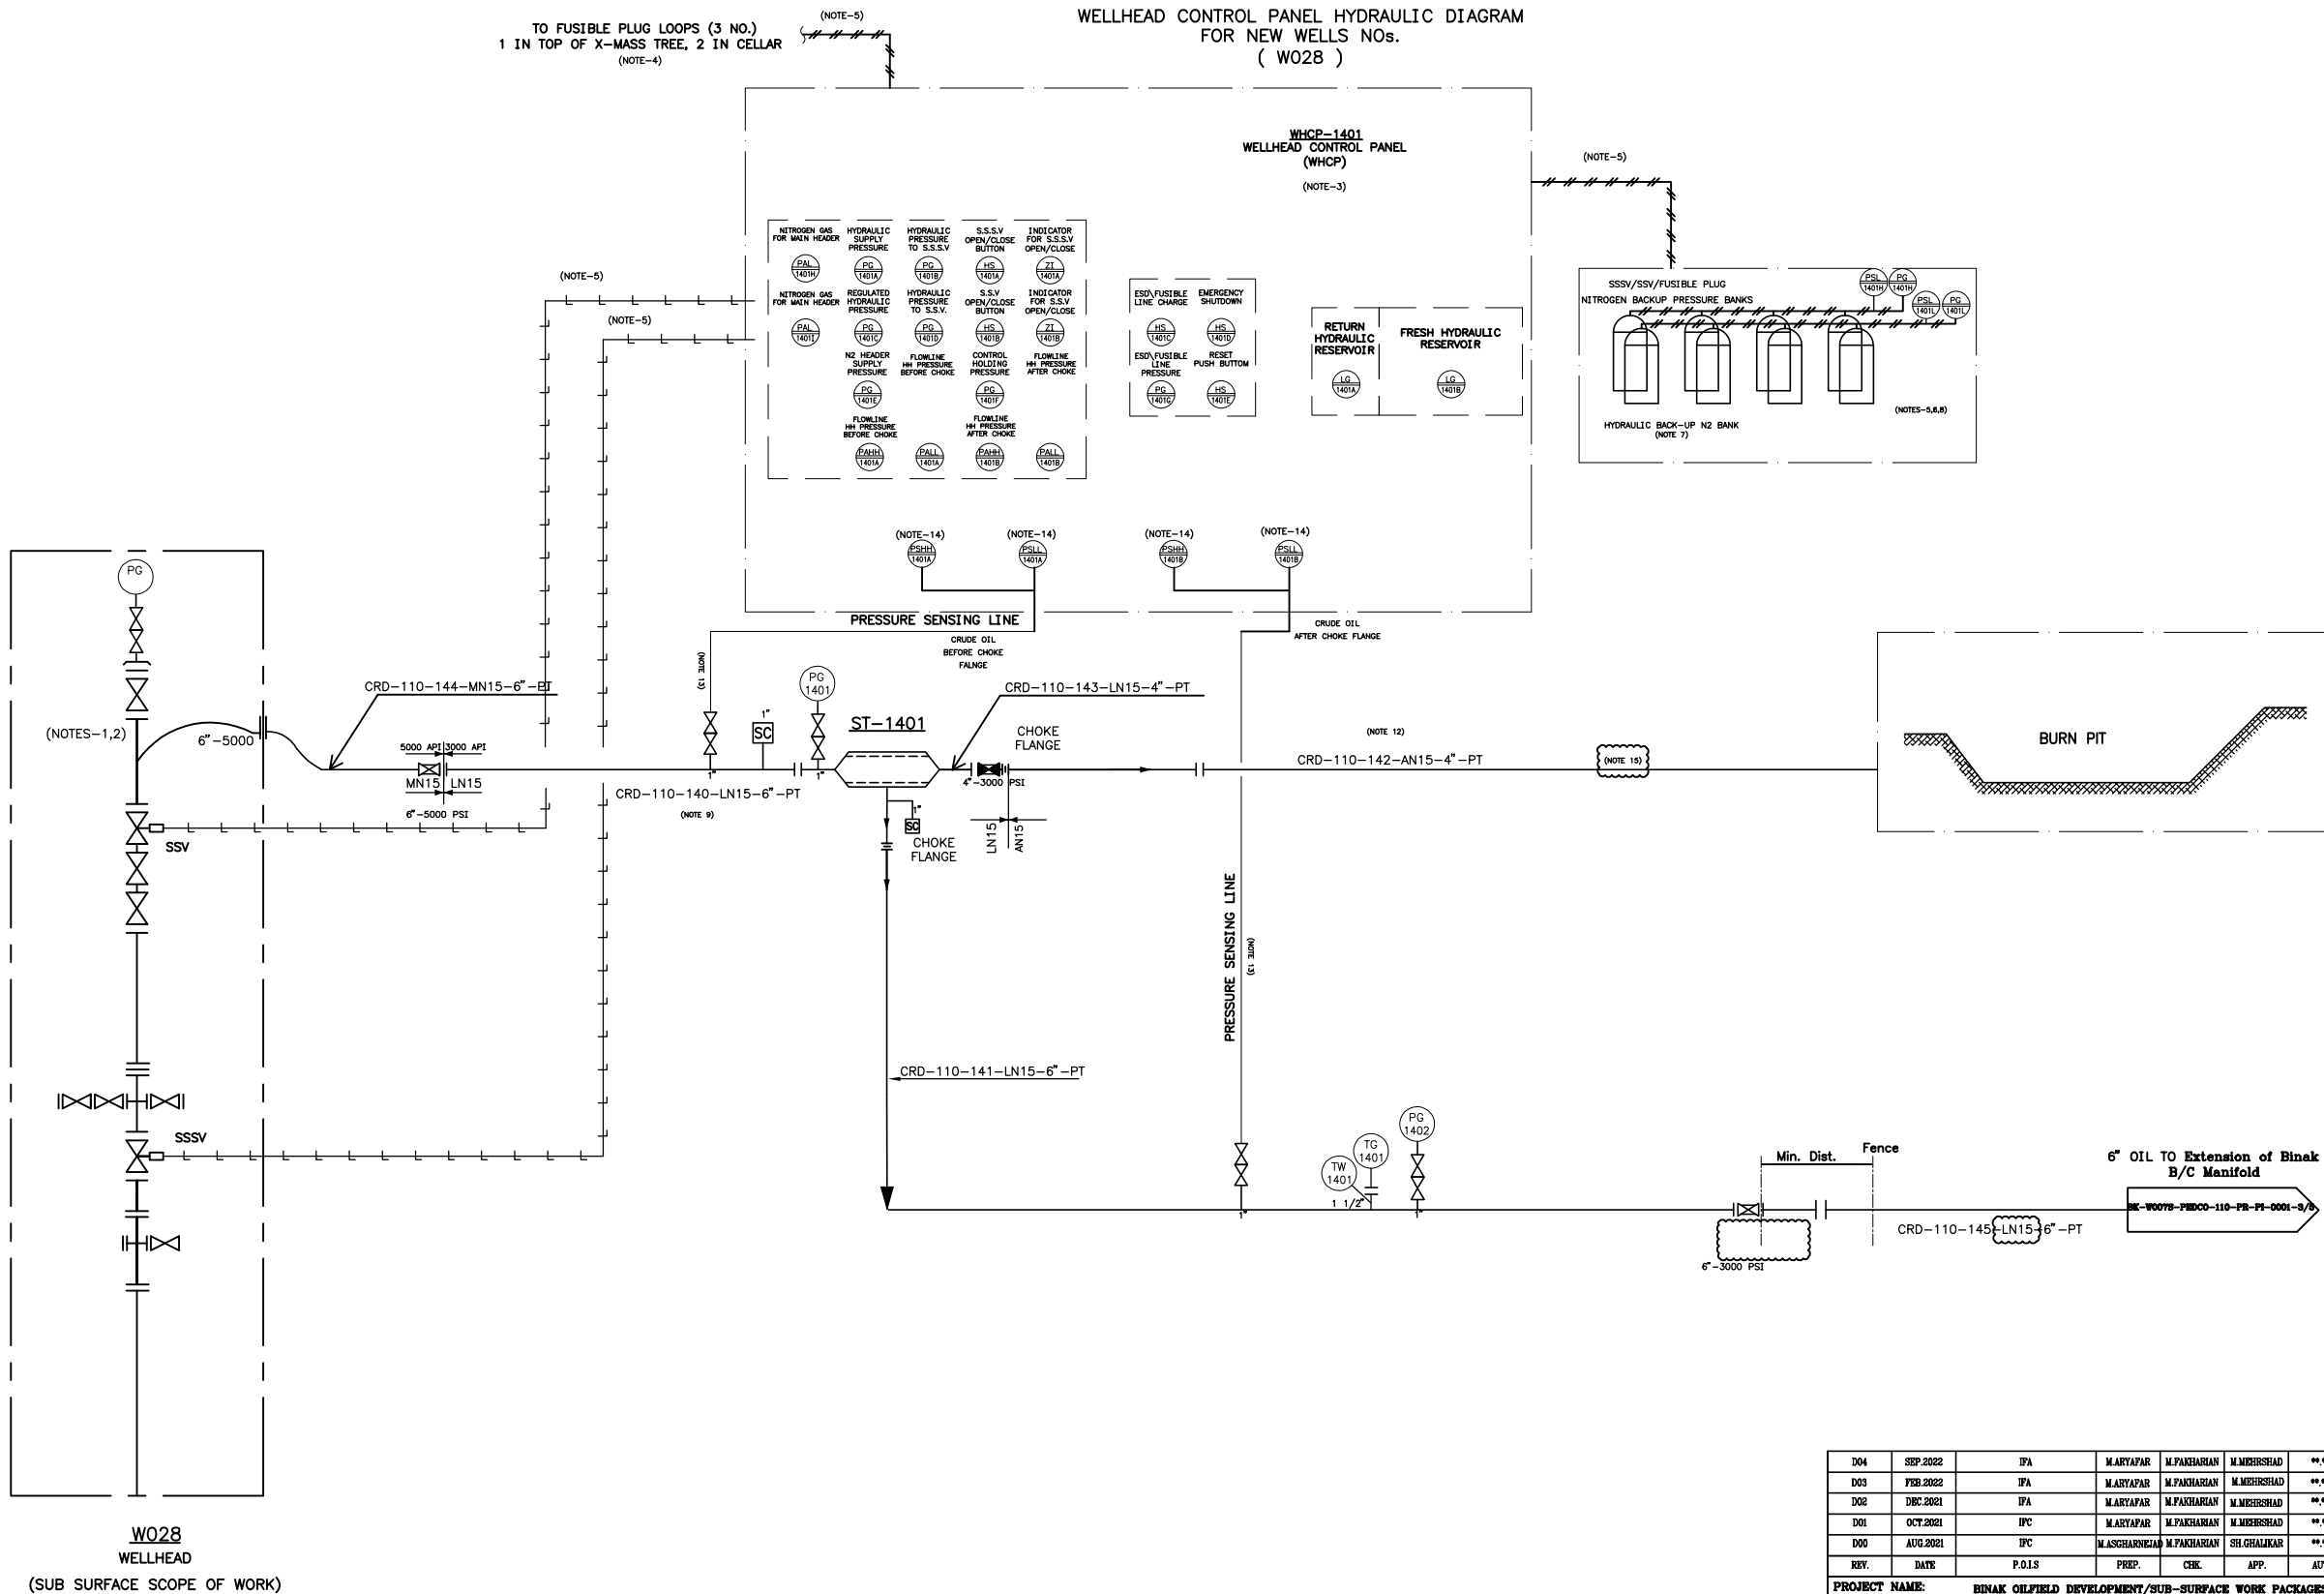 WELLHEAD CONTROL PANEL HYDRAULIC DIAGRAM
FOR NEW WELLS NOs.
( W028 )
(NOTE-5)
TO FUSIBLE PLUG LOOPS (3 NO.)
1 IN TOP OF X-MASS TREE, 2 IN CELLAR
(NOTE-4)
WHCP-1401
WELLHEAD CONTROL PANEL
(WHCP)
(NOTE-3)
(NOTE-5)
(NOTE-5)
(NOTE-5)
NITROGEN GAS
FOR MAIN HEADER
PAL
1401H
HYDRAULIC
SUPPLY
PRESSURE
PG
1401A
HYDRAULIC
PRESSURE
TO S.S.S.V
PG
1401B
S.S.S.V
OPEN/CLOSE
BUTTON
HS
1401A
INDICATOR
FOR S.S.S.V
OPEN/CLOSE
ZI
1401A
NITROGEN GAS
FOR MAIN HEADER
PAL
1401I
REGULATED
HYDRAULIC
PRESSURE
PG
1401C
HYDRAULIC
PRESSURE
TO S.S.V.
PG
1401D
S.S.V
OPEN/CLOSE
BUTTON
HS
1401B
INDICATOR
FOR S.S.V
OPEN/CLOSE
ZI
1401B
N2 HEADER
SUPPLY
PRESSURE
PG
1401E
FLOWLINE
HH PRESSURE
BEFORE CHOKE
CONTROL
HOLDING
PRESSURE
PG
1401F
FLOWLINE
HH PRESSURE
AFTER CHOKE
FLOWLINE
HH PRESSURE
BEFORE CHOKE
PAHH
1401A
PALL
1401A
FLOWLINE
HH PRESSURE
AFTER CHOKE
PAHH
1401B
PALL
1401B
ESD\FUSIBLE
LINE CHARGE
HS
1401C
EMERGENCY
SHUTDOWN
HS
1401D
ESD\FUSIBLE
LINE
PRESSURE
PG
1401G
RESET
PUSH BUTTOM
HS
1401E
RETURN
HYDRAULIC
RESERVOIR
LG
1401A
FRESH HYDRAULIC
RESERVOIR
LG
1401B
SSSV/SSV/FUSIBLE PLUG
NITROGEN BACKUP PRESSURE BANKS
PSL
1401H
PG
1401H
PSL
1401L
PG
1401L
(NOTES-5,6,8)
HYDRAULIC BACK-UP N2 BANK
(NOTE 7)
(NOTE-14)
PSHH
1401A
(NOTE-14)
PSLL
1401A
(NOTE-14)
PSHH
1401B
(NOTE-14)
PSLL
1401B
PRESSURE SENSING LINE
CRUDE OIL
BEFORE CHOKE
FALNGE
CRUDE OIL
AFTER CHOKE FLANGE
PG
(NOTES-1,2)
6"-5000
CRD-110-144-MN15-6"-PT
5000 API
3000 API
MN15
LN15
6"-5000 PSI
SSV
SSSV
(NOTE 13)
1"
SC
1"
PG
1401
1"
ST-1401
CRD-110-140-LN15-6"-PT
(NOTE 9)
CRD-110-143-LN15-4"-PT
CHOKE
FLANGE
4"-3000 PSI
LN15
AN15
(NOTE 12)
CRD-110-142-AN15-4"-PT
(NOTE 15)
BURN PIT
1"
SC
CHOKE
FLANGE
PRESSURE SENSING LINE
(NOTE 13)
CRD-110-141-LN15-6"-PT
1"
TW
1401
TG
1401
1 1/2"
PG
1402
1"
Min. Dist.
Fence
6"-3000 PSI
CRD-110-145-LN15-6"-PT
6" OIL TO Extension of Binak
B/C Manifold
BK-W007S-PEDCO-110-PR-PI-0001-3/5
W028
WELLHEAD
(SUB SURFACE SCOPE OF WORK)
D04 SEP.2022 IFA M.ARYAFAR M.FAKHARIAN M.MEHRSHAD
D03 FEB.2022 IFA M.ARYAFAR M.FAKHARIAN M.MEHRSHAD
D02 DEC.2021 IFA M.ARYAFAR M.FAKHARIAN M.MEHRSHAD
D01 OCT.2021 IFC M.ARYAFAR M.FAKHARIAN M.MEHRSHAD
D00 AUG.2021 IFC M.ASGHARNEJAD M.FAKHARIAN SH.GHALIKAR
REV. DATE P.O.I.S PREP. CHK. APP.
PROJECT NAME: BINAK OILFIELD DEVELOPMENT/SUB-SURFACE WORK PACKAGES